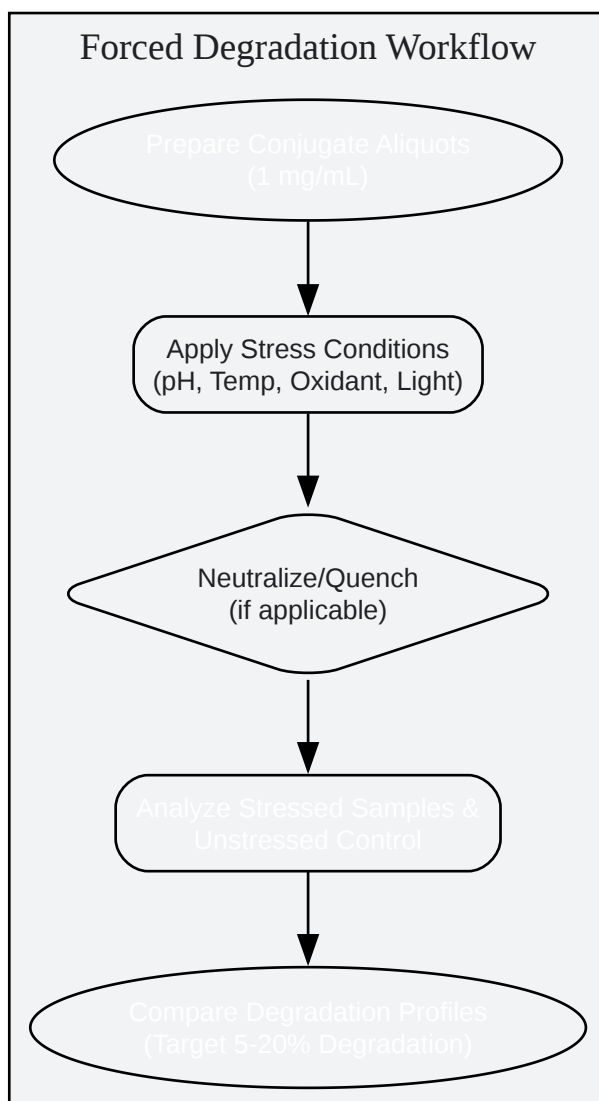 Forced Degradation Workflow
Prepare Conjugate Aliquots
(1 mg/mL)
Apply Stress Conditions
(pH, Temp, Oxidant, Light)
Neutralize/Quench
(if applicable)
Analyze Stressed Samples &
Unstressed Control
Compare Degradation Profiles
(Target 5-20% Degradation)